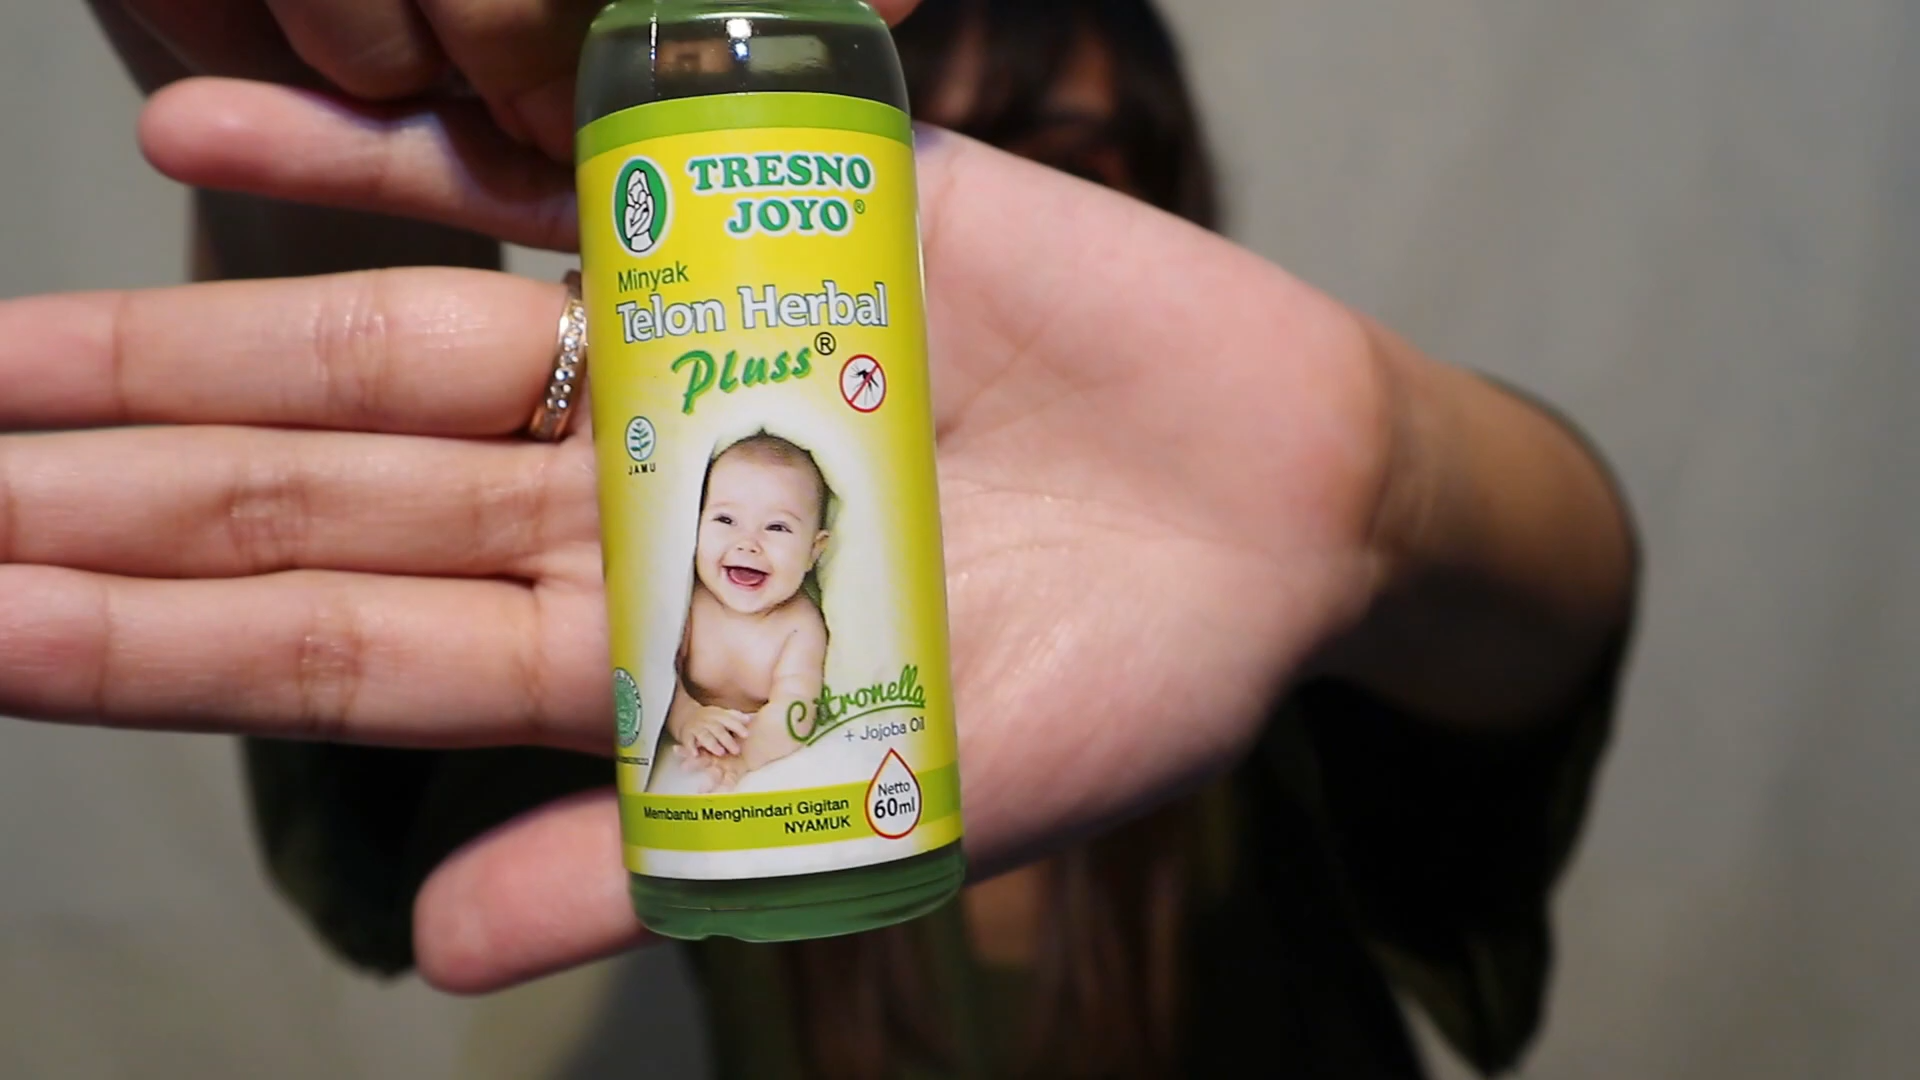 TRESNO
JOYO®
Minyak
Telon Herbal
Pluss®
JAMU
Citronella
+ Jojoba Oil
Membantu Menghindari Gigitan
NYAMUK
Netto
60ml